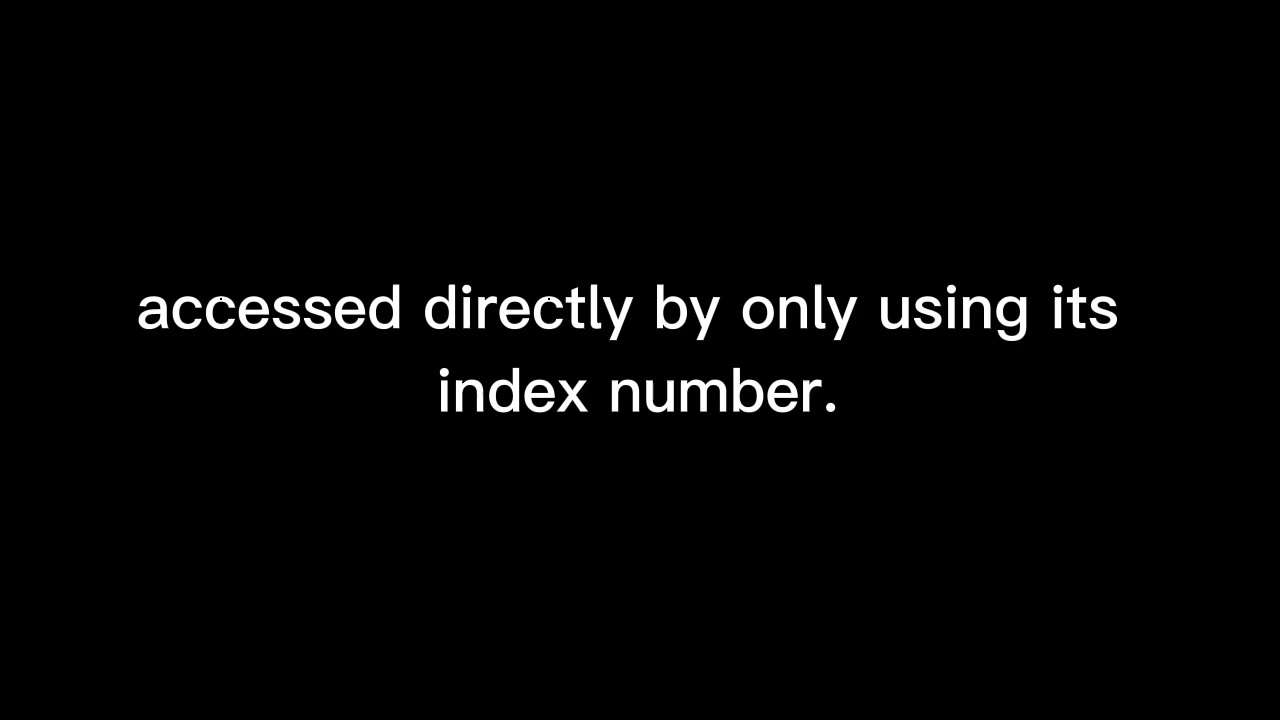 accessed directly by only using its
index number.